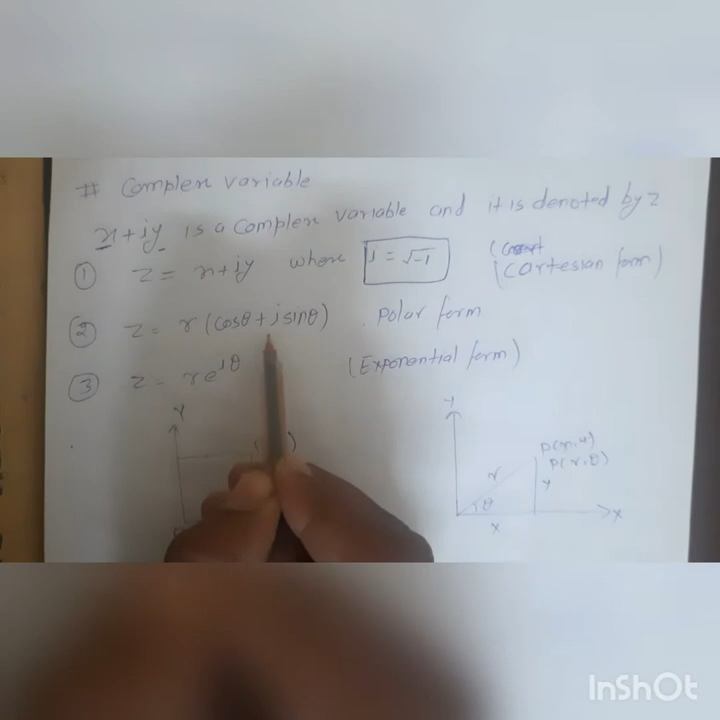 # Complex variable
x+iy is a complex variable and it is denoted by z
① z = x+iy where i = √-1 (Cartesian form)
② z = r (cosθ + i sinθ) . Polar form
③ z = re^iθ (Exponential form)
y
y
P(x,y)
P(r,θ)
r
y
θ
x
x
InShOt